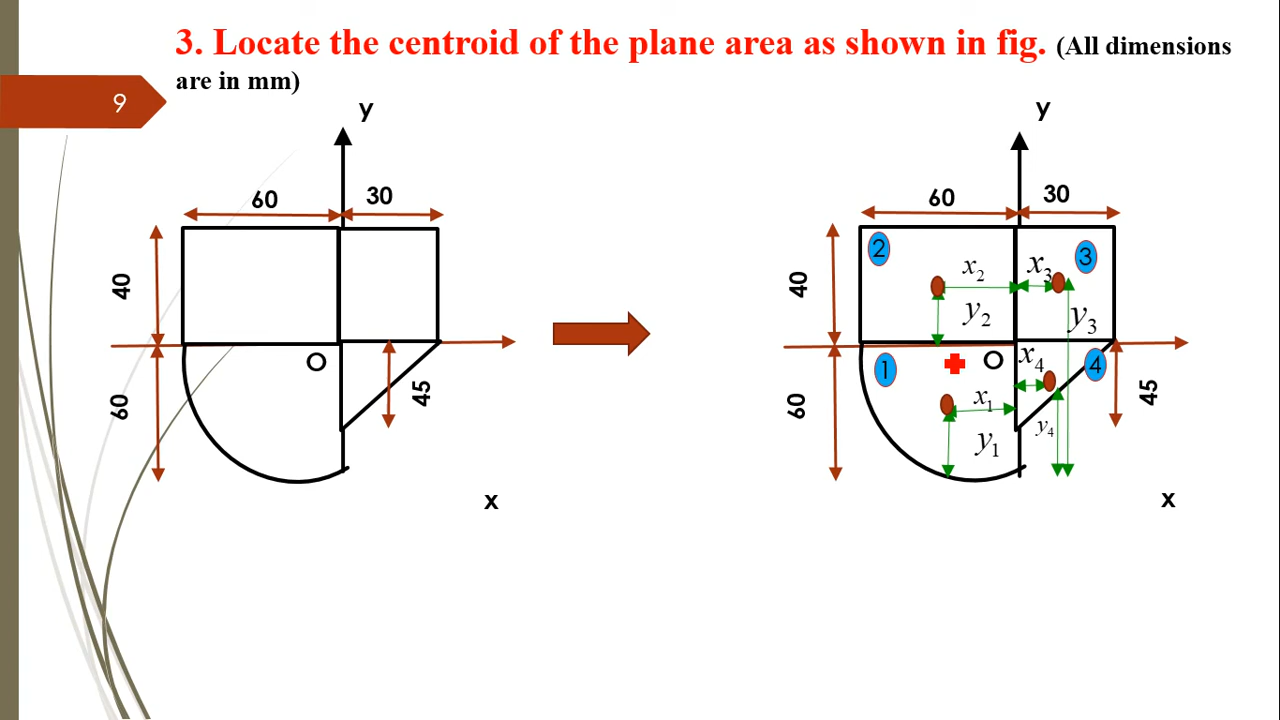 3. Locate the centroid of the plane area as shown in fig. (All dimensions
are in mm)
9
y
60
30
40
O
60
45
x
y
60
30
2
3
x2
x3
40
y2
y3
1
O
x4
4
60
x1
45
y4
y1
x